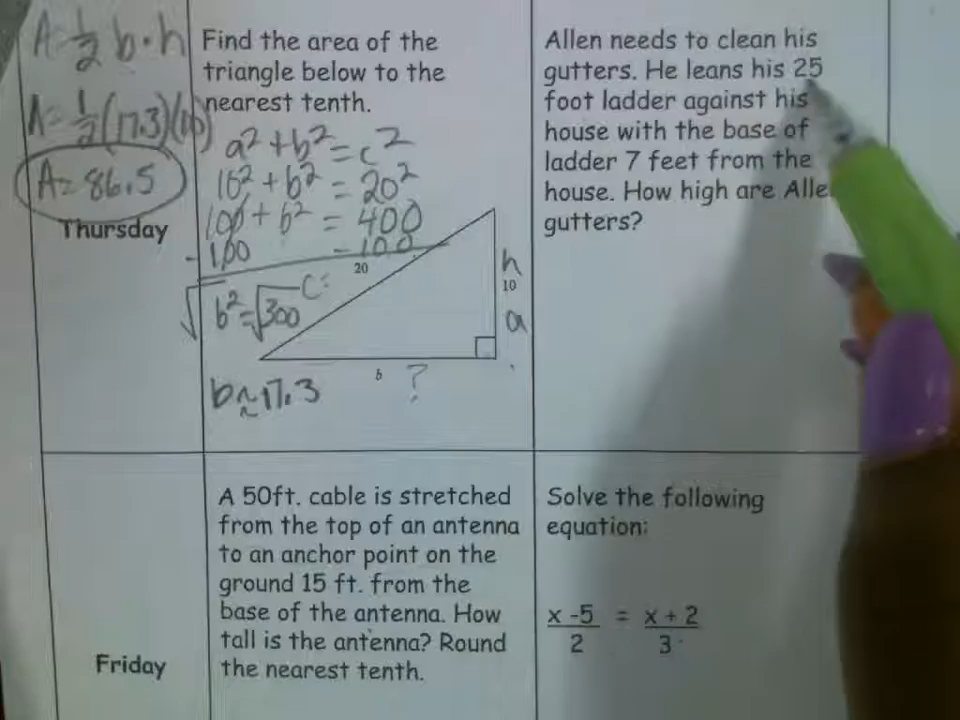 A = 1/2 b · h
A = 1/2 (17.3)(10)
A = 86.5
Thursday
Find the area of the
triangle below to the
nearest tenth.
a² + b² = c²
10² + b² = 20²
100 + b² = 400
- 100 - 100
b² = √300
b ≈ 17.3
20
c
h
10
a
b
?
Allen needs to clean his
gutters. He leans his 25
foot ladder against his
house with the base of
ladder 7 feet from the
house. How high are
gutters?
Friday
A 50ft. cable is stretched
from the top of an antenna
to an anchor point on the
ground 15 ft. from the
base of the antenna. How
tall is the antenna? Round
the nearest tenth.
Solve the following
equation:
x - 5 = x + 2
2 3